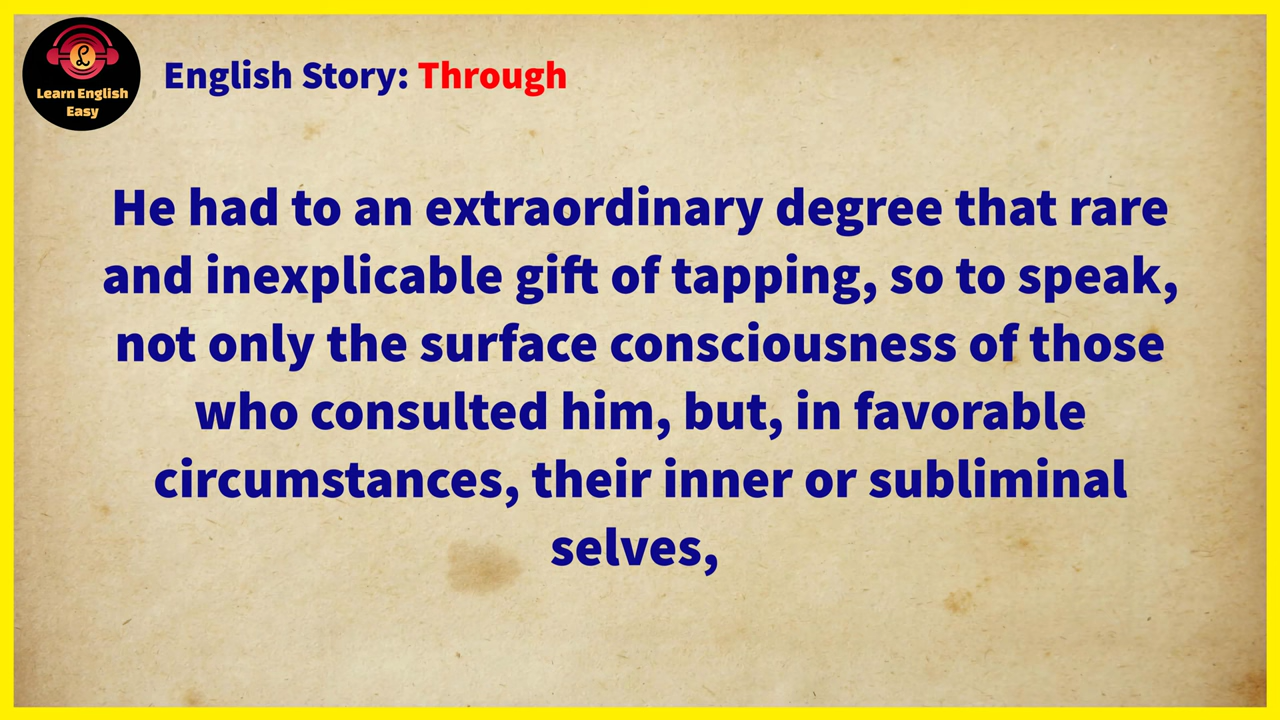 Learn English
Easy
English Story: Through
He had to an extraordinary degree that rare
and inexplicable gift of tapping, so to speak,
not only the surface consciousness of those
who consulted him, but, in favorable
circumstances, their inner or subliminal
selves,